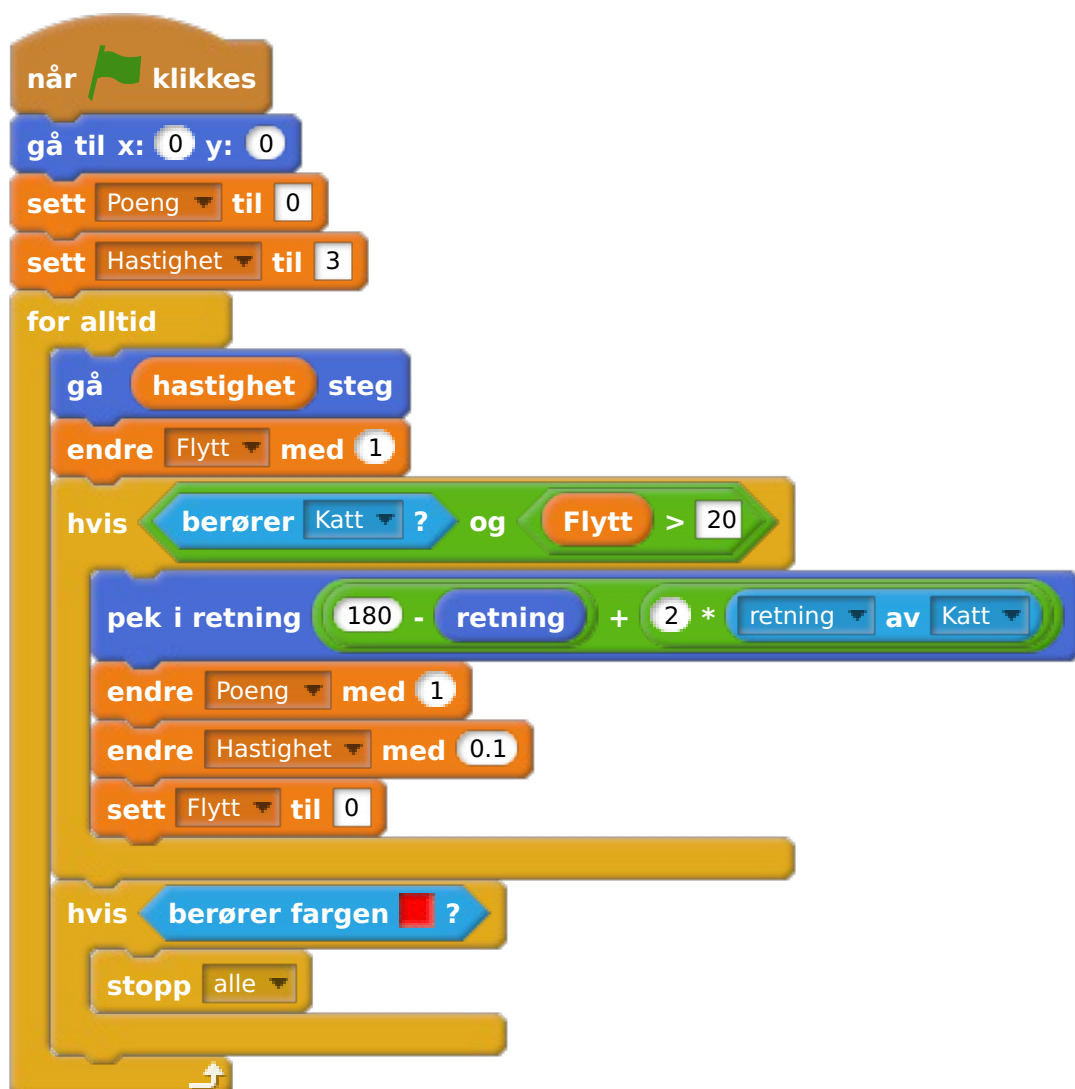 når klikkes
gå til x: 0 y: 0
sett Poeng til 0
sett Hastighet til 3
for alltid
gå hastighet steg
endre Flytt med 1
hvis berører Katt ? og Flytt > 20
pek i retning 180 - retning + 2 * retning av Katt
endre Poeng med 1
endre Hastighet med 0.1
sett Flytt til 0
hvis berører fargen ?
stopp alle